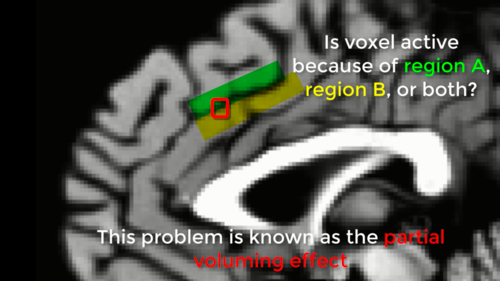 Is voxel active
because of region A,
region B, or both?
This problem is known as the partial
voluming effect